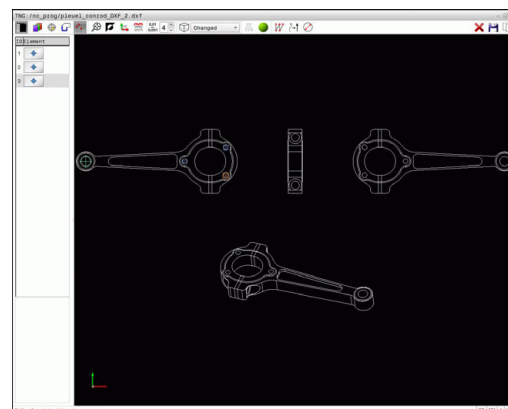 TNC:/nc_prog/pleuel_conrod_DXF_2.dxf
4 Changed
ID Element
1
2
3